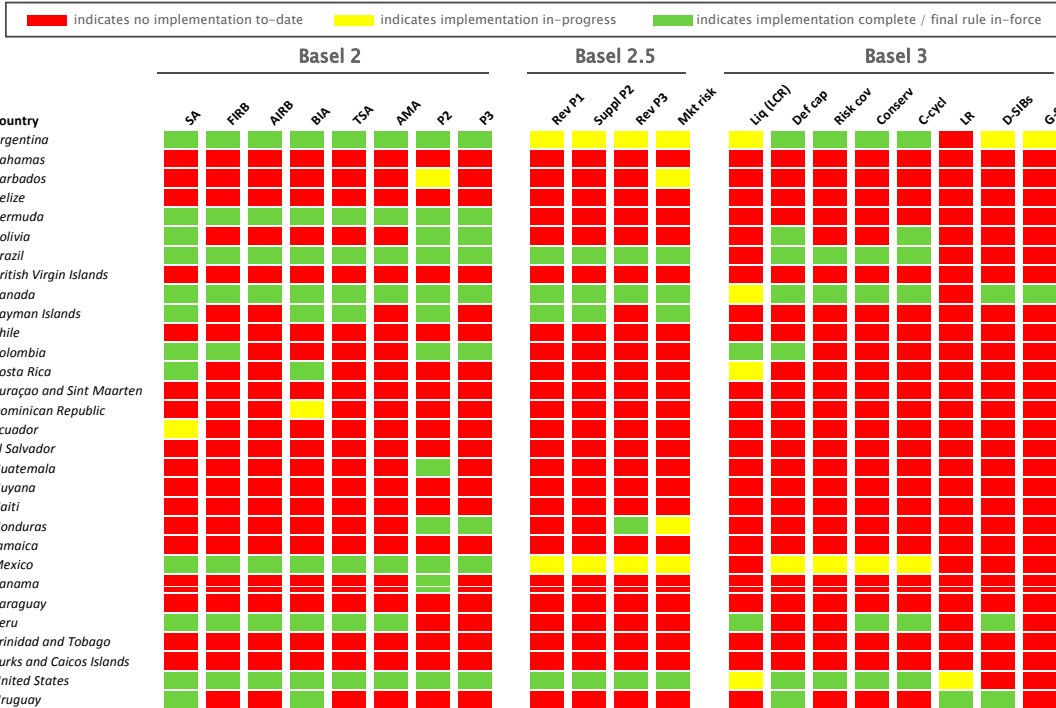 indicates no implementation to-date
indicates implementation in-progress
indicates implementation complete / final rule in-force
Basel 2
Basel 2.5
Basel 3
ountry
SA
FIRB
AIRB
BIA
TSA
AMA
P2
P3
Rev P1
Suppl P2
Rev P3
Mkt risk
Liq (LCR)
Def cap
Risk cov
Conserv
C-cycl
LR
D-SIBs
G-S
rgentina
ahamas
arbados
elize
ermuda
olivia
razil
ritish Virgin Islands
anada
ayman Islands
hile
olombia
osta Rica
uraçao and Sint Maarten
ominican Republic
cuador
l Salvador
uatemala
uyana
aiti
onduras
amaica
Mexico
anama
araguay
eru
rinidad and Tobago
urks and Caicos Islands
nited States
ruguay